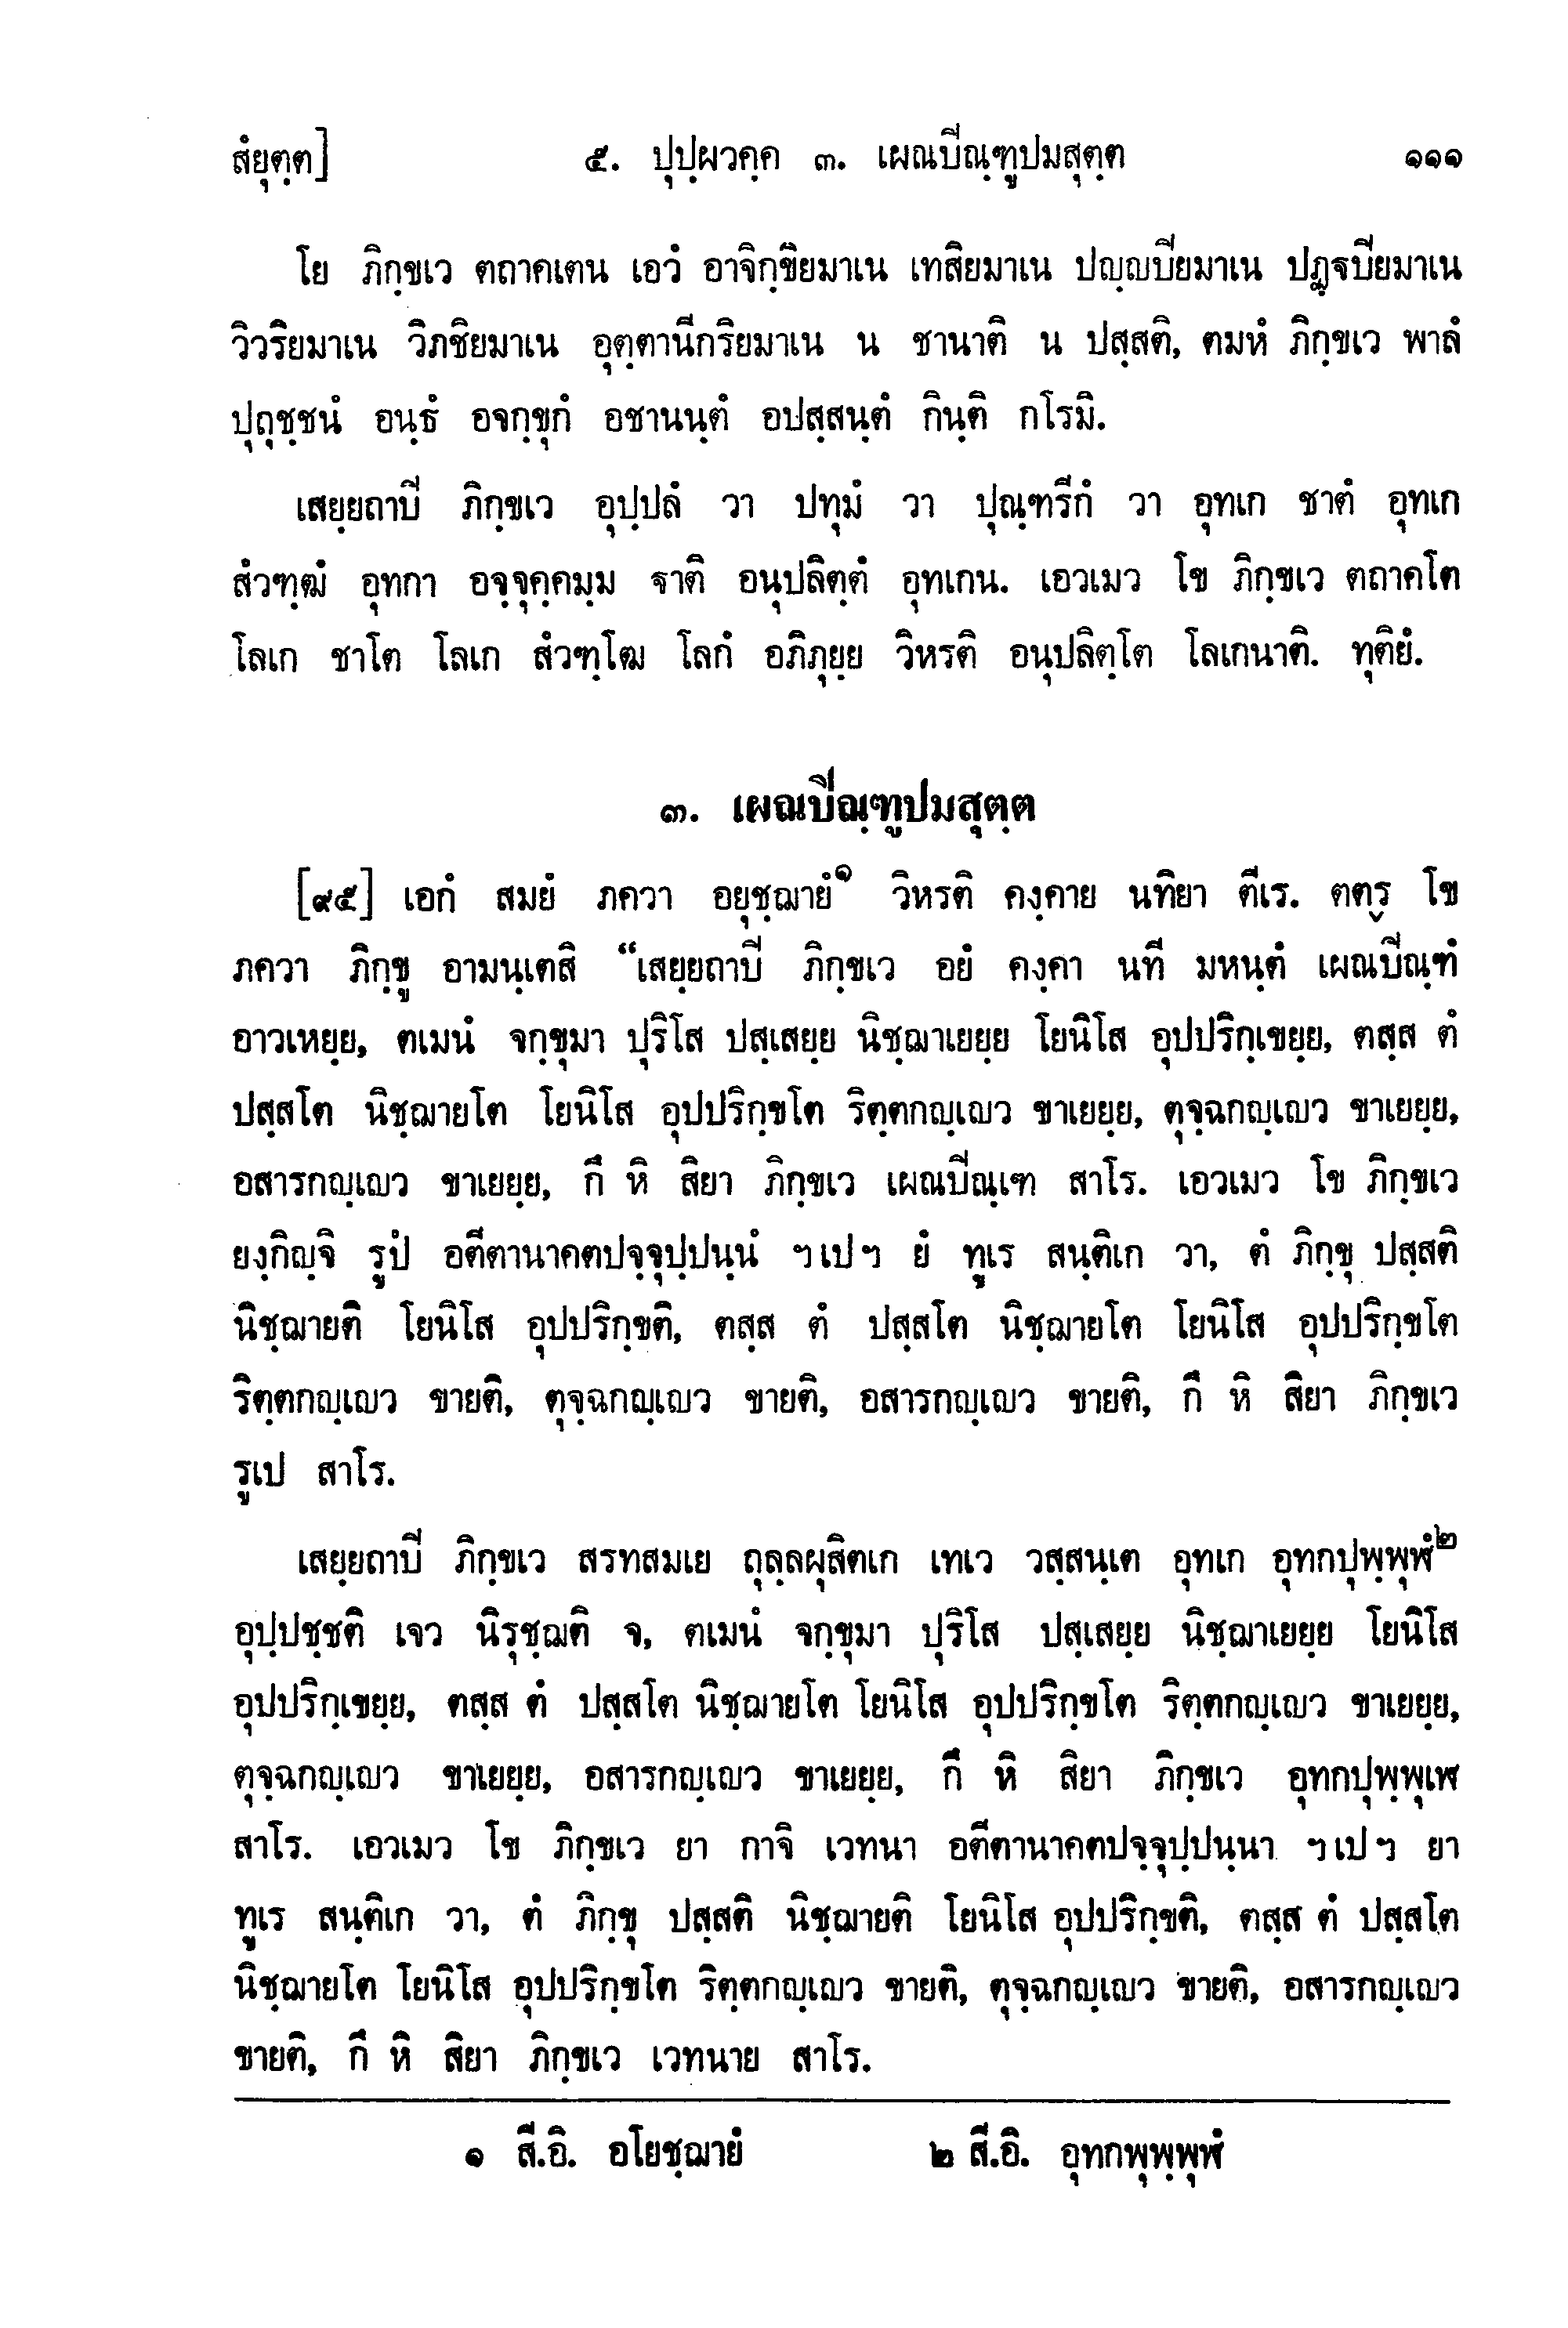 สํยุตฺต]	๕. ปุปฺผวคฺค ๓. เผณปิณฺฑูปมสุตฺต	๑๑๑
โย ภิกฺขเว ตถาคเตน เอวํ อาจิกฺขิยมาเน เทสิยมาเน ปญฺญปิยมาเน ปฏฺฐปิยมาเน
วิวริยมาเน วิภชิยมาเน อุตฺตานีกริยมาเน น ชานาติ น ปสฺสติ, ตมหํ ภิกฺขเว พาลํ
ปุถุชฺชนํ อนฺธํ อจกฺขุกํ อชานนฺตํ อปสฺสนฺตํ กินฺติ กโรมิ.
เสยฺยถาปิ ภิกฺขเว อุปฺปลํ วา ปทุมํ วา ปุณฺฑรีกํ วา อุทเก ชาตํ อุทเก
สํวฑฺฒํ อุทกา อจฺจุคฺคมฺม ฐาติ อนุปลิตฺตํ อุทเกน. เอวเมว โข ภิกฺขเว ตถาคโต
โลเก ชาโต โลเก สํวฑฺโฒ โลกํ อภิภุยฺย วิหรติ อนุปลิตฺโต โลเกนาติ. ทุติยํ.
๓. เผณปิณฺฑูปมสุตฺต
[๙๕] เอกํ สมยํ ภควา อยุชฺฌายํ๑ วิหรติ คงฺคาย นทิยา ตีเร. ตตฺร โข
ภควา ภิกฺขู อามนฺเตสิ “เสยฺยถาปิ ภิกฺขเว อยํ คงฺคา นที มหนฺตํ เผณปิณฺฑํ
อาวเหยฺย, ตเมนํ จกฺขุมา ปุริโส ปสฺเสยฺย นิชฺฌาเยยฺย โยนิโส อุปปริกฺเขยฺย, ตสฺส ตํ
ปสฺสโต นิชฺฌายโต โยนิโส อุปปริกฺขโต ริตฺตกญฺเญว ขาเยยฺย, ตุจฺฉกญฺเญว ขาเยยฺย,
อสารกญฺเญว ขาเยยฺย, กึ หิ สิยา ภิกฺขเว เผณปิณฺเฑ สาโร. เอวเมว โข ภิกฺขเว
ยงฺกิญฺจิ รูปํ อตีตานาคตปจฺจุปฺปนฺนํ ฯเปฯ ยํ ทูเร สนฺติเก วา, ตํ ภิกฺขุ ปสฺสติ
นิชฺฌายติ โยนิโส อุปปริกฺขติ, ตสฺส ตํ ปสฺสโต นิชฺฌายโต โยนิโส อุปปริกฺขโต
ริตฺตกญฺเญว ขายติ, ตุจฺฉกญฺเญว ขายติ, อสารกญฺเญว ขายติ, กึ หิ สิยา ภิกฺขเว
รูเป สาโร.
เสยฺยถาปิ ภิกฺขเว สรทสมเย ถุลฺลผุสิตเก เทเว วสฺสนฺเต อุทเก อุทกปุพฺพุฬํ๒
อุปฺปชฺชติ เจว นิรุชฺฌติ จ, ตเมนํ จกฺขุมา ปุริโส ปสฺเสยฺย นิชฺฌาเยยฺย โยนิโส
อุปปริกฺเขยฺย, ตสฺส ตํ ปสฺสโต นิชฺฌายโต โยนิโส อุปปริกฺขโต ริตฺตกญฺเญว ขาเยยฺย,
ตุจฺฉกญฺเญว ขาเยยฺย, อสารกญฺเญว ขาเยยฺย, กึ หิ สิยา ภิกฺขเว อุทกปุพฺพุเฬ
สาโร. เอวเมว โข ภิกฺขเว ยา กาจิ เวทนา อตีตานาคตปจฺจุปฺปนฺนา ฯเปฯ ยา
ทูเร สนฺติเก วา, ตํ ภิกฺขุ ปสฺสติ นิชฺฌายติ โยนิโส อุปปริกฺขติ, ตสฺส ตํ ปสฺสโต
นิชฺฌายโต โยนิโส อุปปริกฺขโต ริตฺตกญฺเญว ขายติ, ตุจฺฉกญฺเญว ขายติ, อสารกญฺเญว
ขายติ, กึ หิ สิยา ภิกฺขเว เวทนาย สาโร.
๑ สี.อิ. อโยชฺฌายํ	๒ สี.อิ. อุทกพุพฺพุฬํ